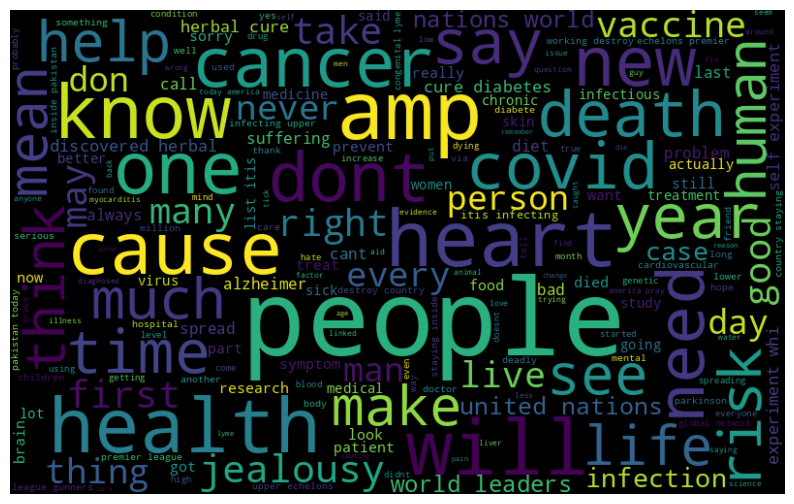 something
condition
yes
self
herbal cure
take
said
nations world
vaccine
seem
probably
well
drug
sorry
say
low
working destroy echelons premier
men
issue
around
help
cancer
new
don
call
used
wrong
really
cure diabetes
question
guy
fix
last
congenital lyme
inside pakistan
know
never
medicine
chronic
diabete
infectious
today america
infecting upper
amp
death
human
mean
discovered herbal
suffering
prevent
skin
dying
remember
die
better
thank
increase
via
diet
true
problem
actually
back
put
self experiment
may
one
found
myocarditis
mind
tick
list itis
women
covid
caught
still
treatment
anyone
many
dont
person
want
friend
country staying
serious
always
million
care
evidence
itis infecting
year
reason
think
cause
right
hate
tell
heart
find
month
case
cardiovascular
long
good
now
virus
treat
cant
aid
every
animal
change
died
genetic
lower
diagnosed
alzheimer
factor
sick
destroy country
food
bad
america pray
hope
pakistan today
much
age
love
trying
study
illness
hospital
spread
linked
people
staying inside
doesnt
started
going
water
day
need
risk
experiment whi
time
level
part
symptom
man
even
deadly
mental
spreading
children
using
getting
come
another
blood
way
live
see
parkinson
first
research
medical
doctor
less
everyone
global network
brain
lot
health
body
look
make
united nations
saying
lyme
liver
patient
will
life
thing
premier league
got
didnt
pain
high
jealousy
infection
science
league gunners
upper echelons
world leaders